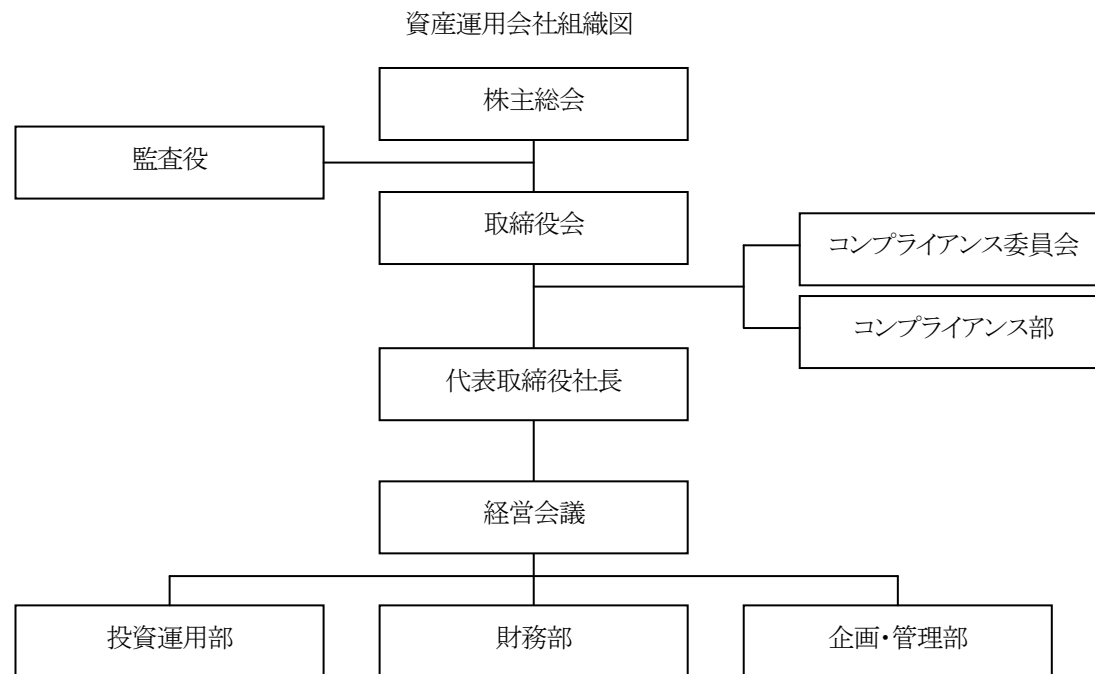 資産運用会社組織図
株主総会
監査役
取締役会
コンプライアンス委員会
コンプライアンス部
代表取締役社長
経営会議
投資運用部
財務部
企画・管理部